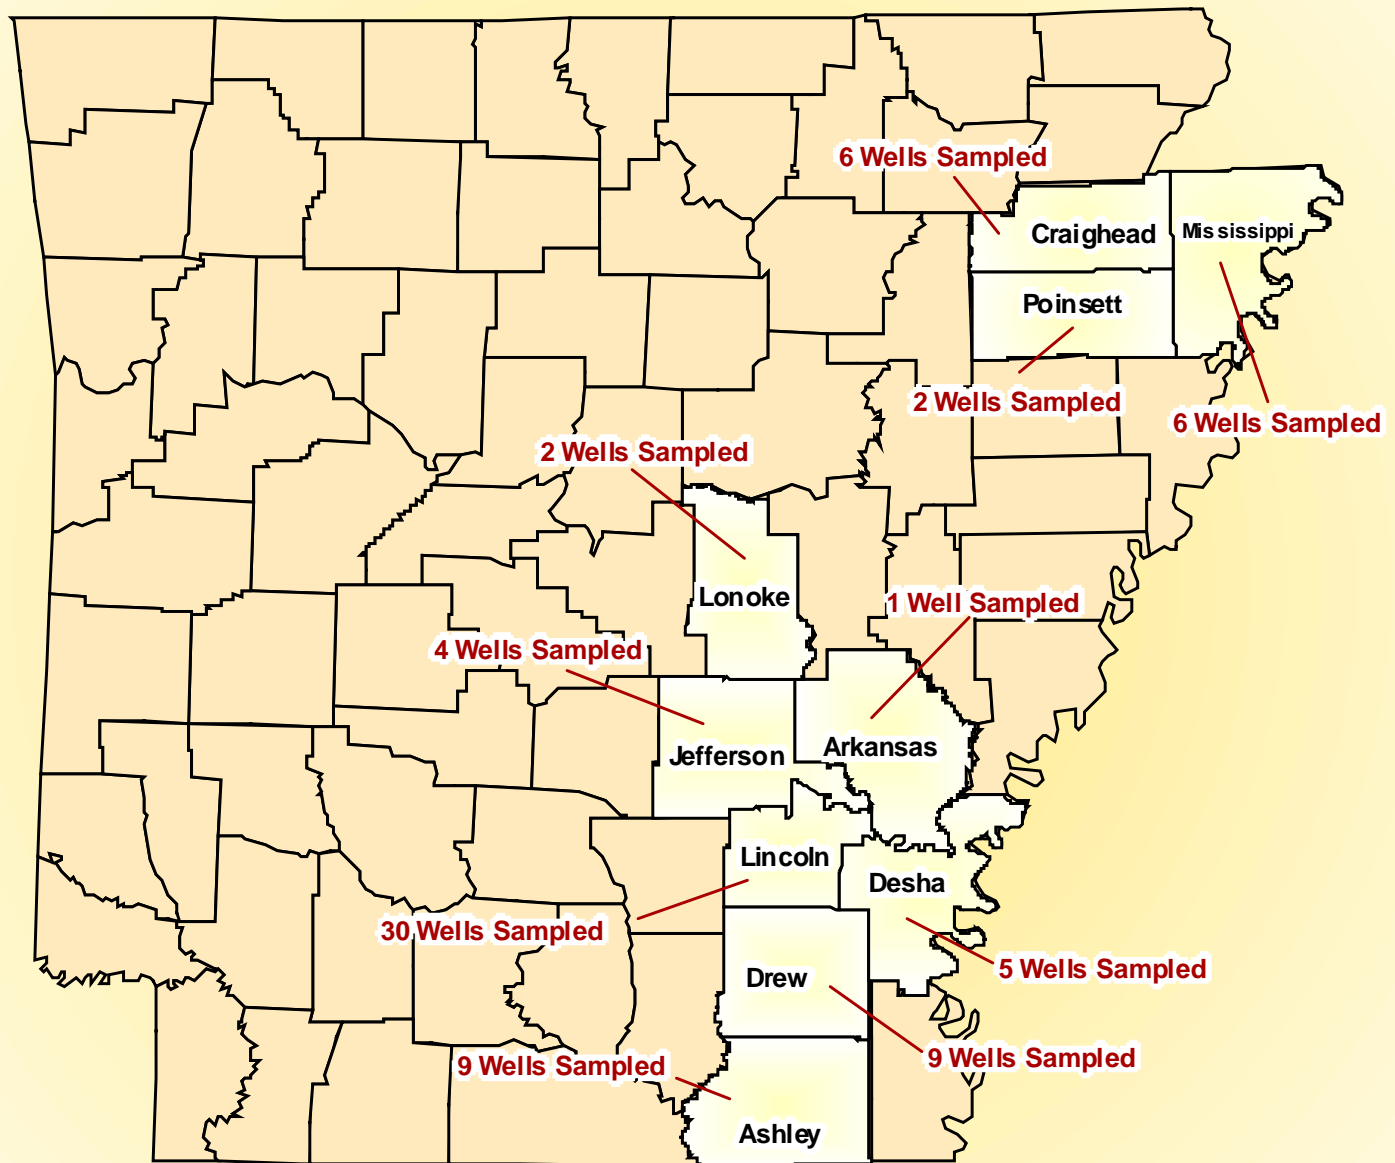 6 Wells Sampled
Craighead
Mississippi
Poinsett
2 Wells Sampled
6 Wells Sampled
2 Wells Sampled
Lonoke
1 Well Sampled
4 Wells Sampled
Jefferson
Arkansas
Lincoln
Desha
30 Wells Sampled
5 Wells Sampled
Drew
9 Wells Sampled
9 Wells Sampled
Ashley